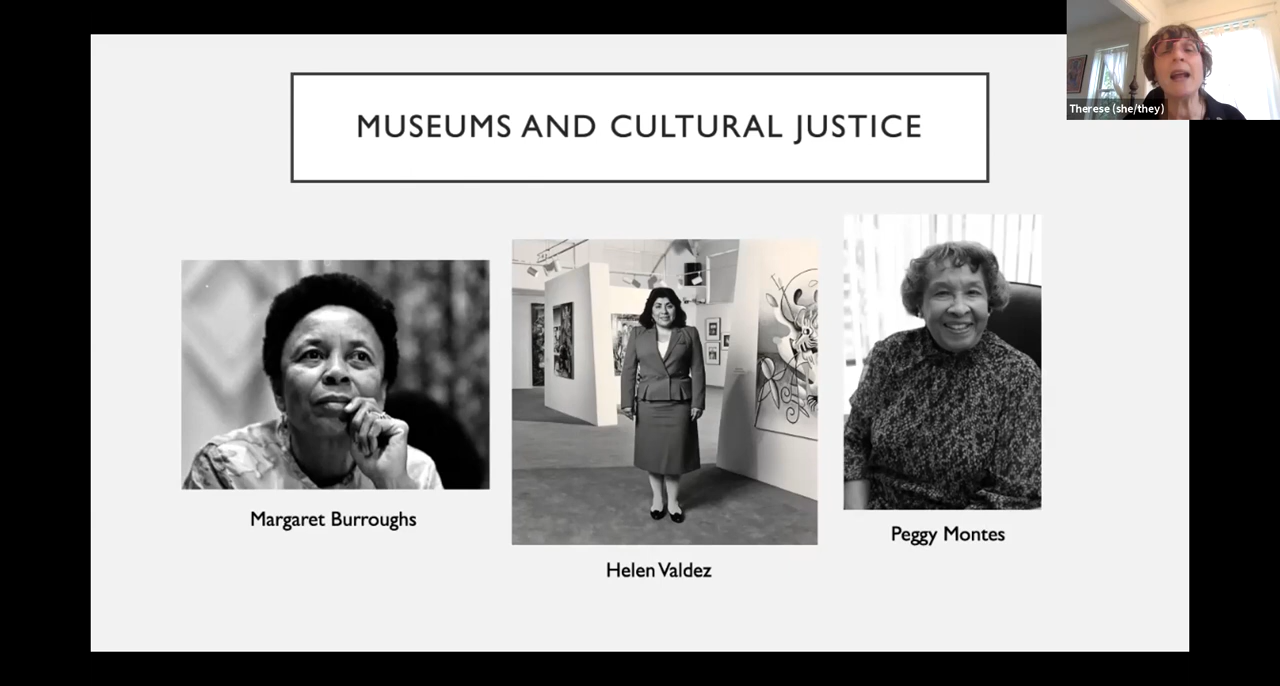 MUSEUMS AND CULTURAL JUSTICE
Therese (she/they)
Margaret Burroughs
Helen Valdez
Peggy Montes